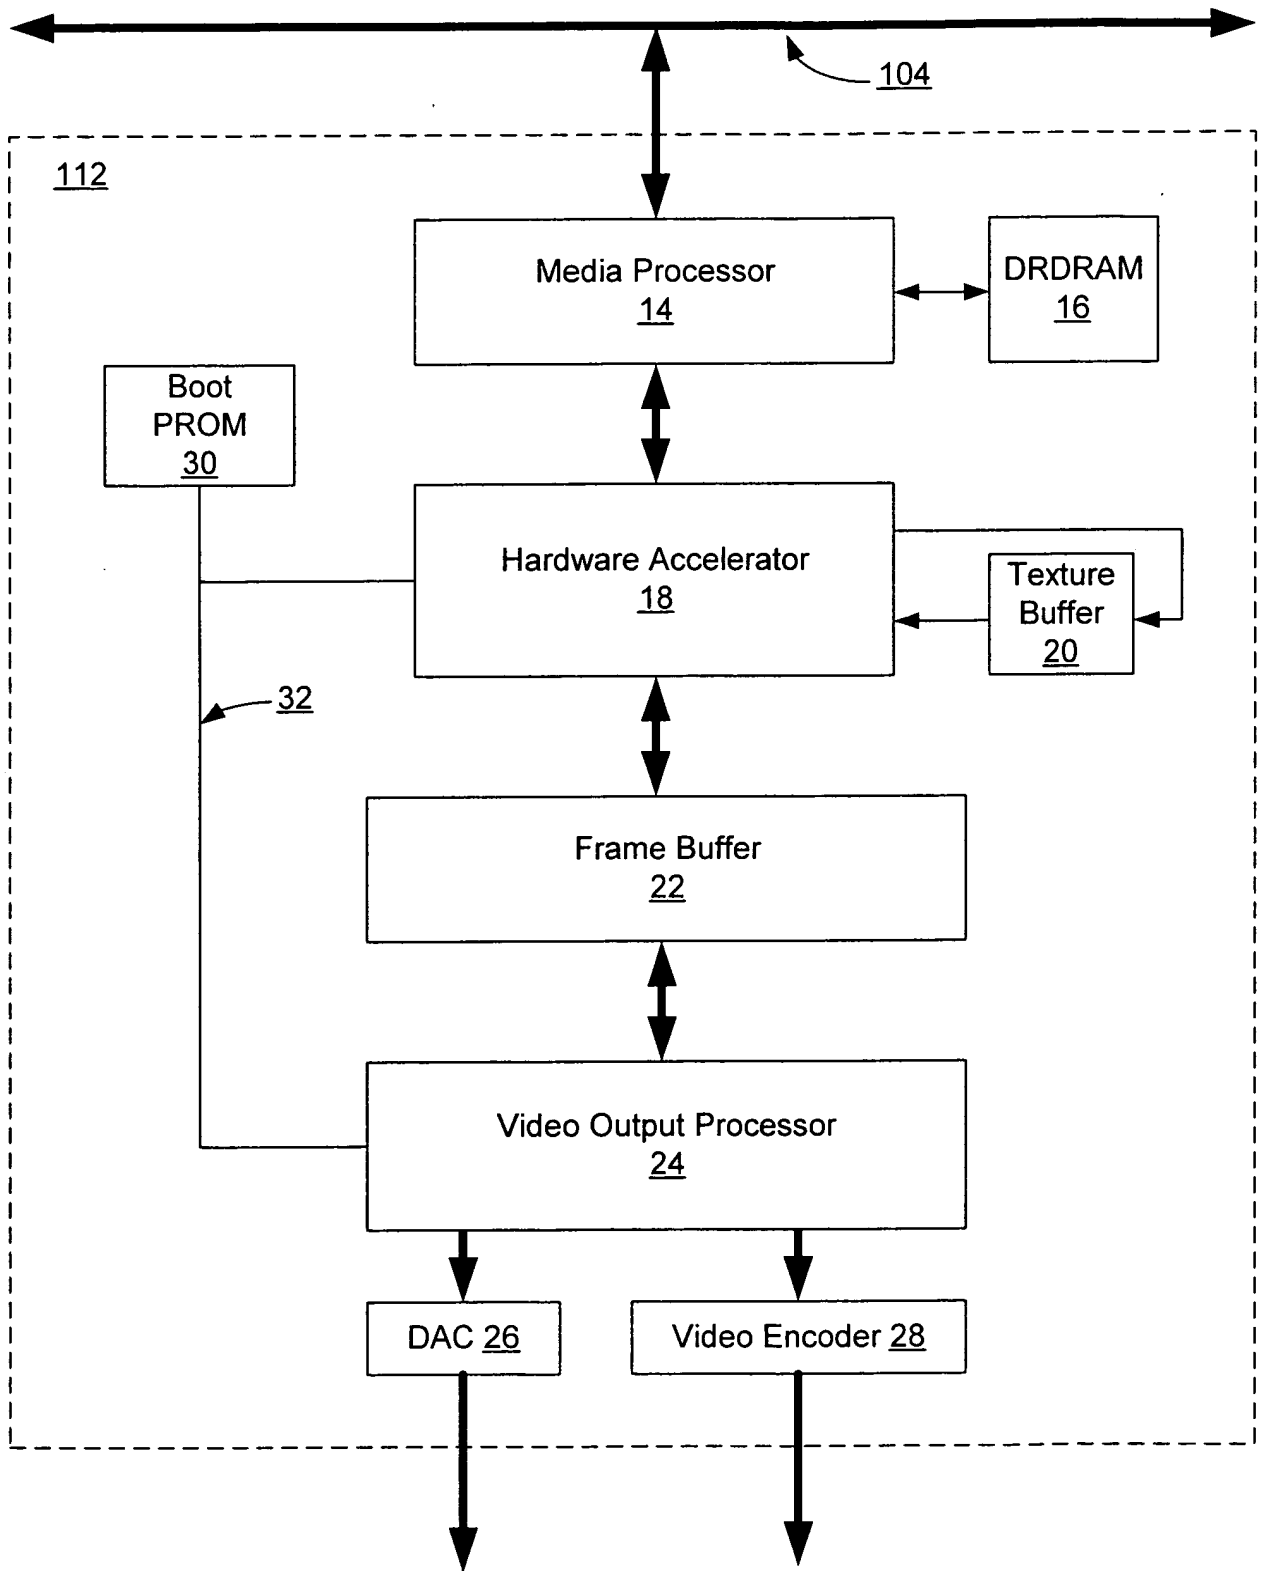 104
112
Media Processor
14
DRDRAM
16
Boot
PROM
30
Hardware Accelerator
18
Texture
Buffer
20
32
Frame Buffer
22
Video Output Processor
24
DAC 26
Video Encoder 28